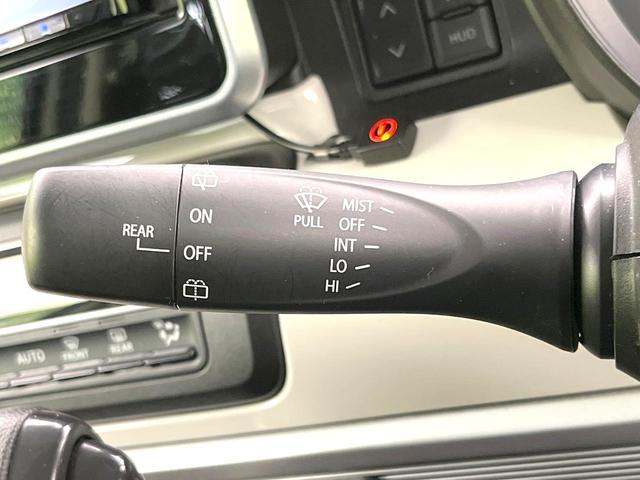 HUD
MIST
OFF
INT
LO
HI
PULL
ON
OFF
REAR
AUTO
FRONT
REAR